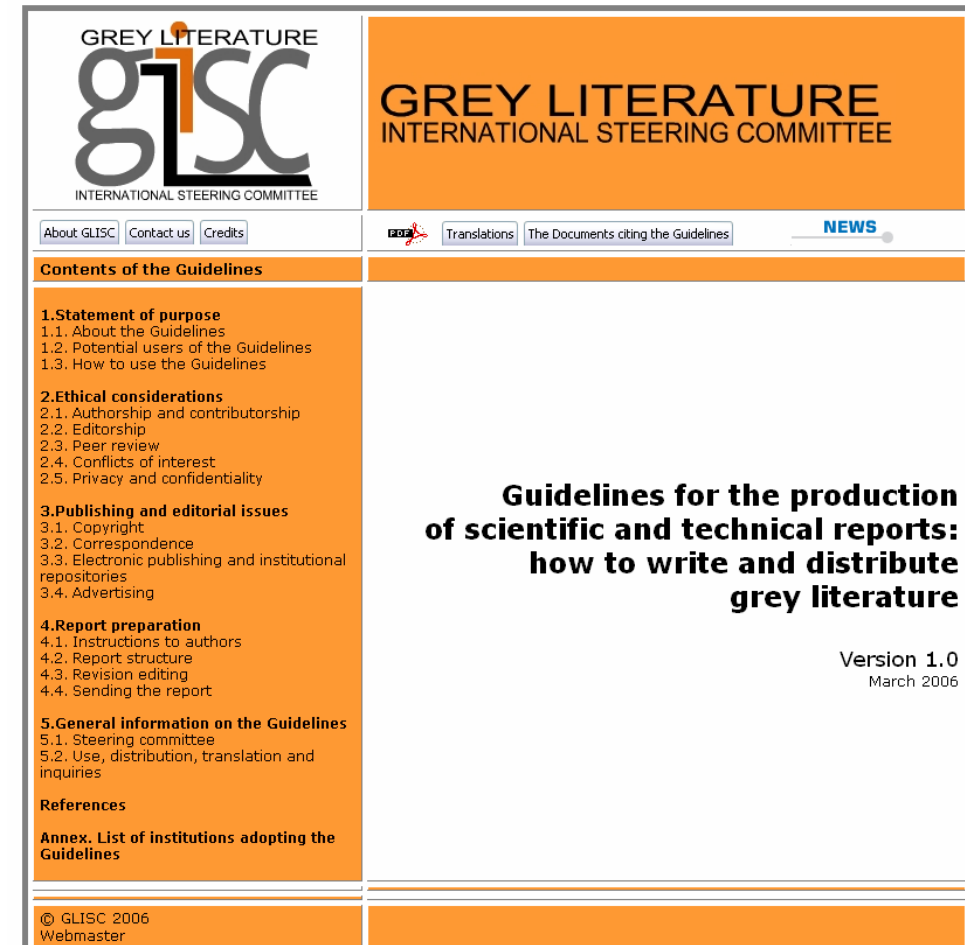 GREY LITERATURE
glisc
INTERNATIONAL STEERING COMMITTEE
GREY LITERATURE
INTERNATIONAL STEERING COMMITTEE
About GLISC
Contact us
Credits
PDF
Translations
The Documents citing the Guidelines
NEWS
Contents of the Guidelines
1.Statement of purpose
1.1. About the Guidelines
1.2. Potential users of the Guidelines
1.3. How to use the Guidelines
2.Ethical considerations
2.1. Authorship and contributorship
2.2. Editorship
2.3. Peer review
2.4. Conflicts of interest
2.5. Privacy and confidentiality
3.Publishing and editorial issues
3.1. Copyright
3.2. Correspondence
3.3. Electronic publishing and institutional
repositories
3.4. Advertising
4.Report preparation
4.1. Instructions to authors
4.2. Report structure
4.3. Revision editing
4.4. Sending the report
5.General information on the Guidelines
5.1. Steering committee
5.2. Use, distribution, translation and
inquiries
References
Annex. List of institutions adopting the
Guidelines
Guidelines for the production
of scientific and technical reports:
how to write and distribute
grey literature
Version 1.0
March 2006
© GLISC 2006
Webmaster